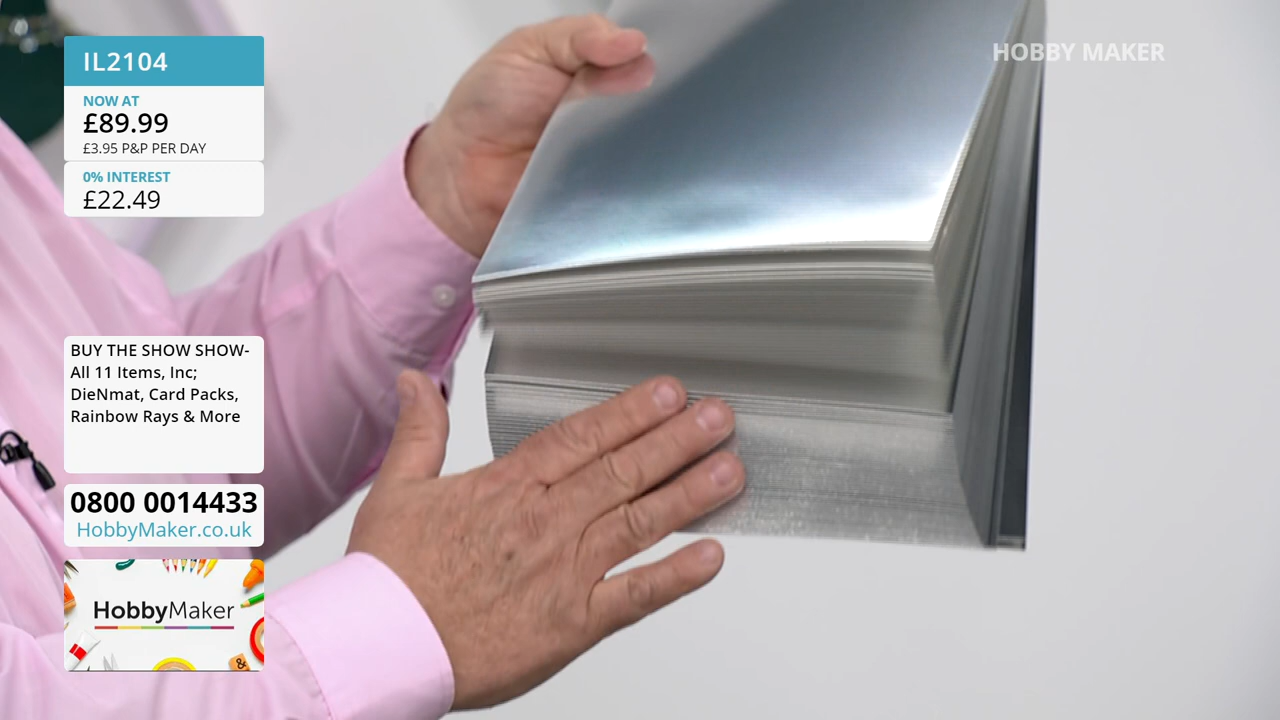 IL2104
NOW AT
£89.99
£3.95 P&P PER DAY
0% INTEREST
£22.49
BUY THE SHOW SHOW-
All 11 Items, Inc;
DieNmat, Card Packs,
Rainbow Rays & More
0800 0014433
HobbyMaker.co.uk
HobbyMaker
&
HOBBY MAKER